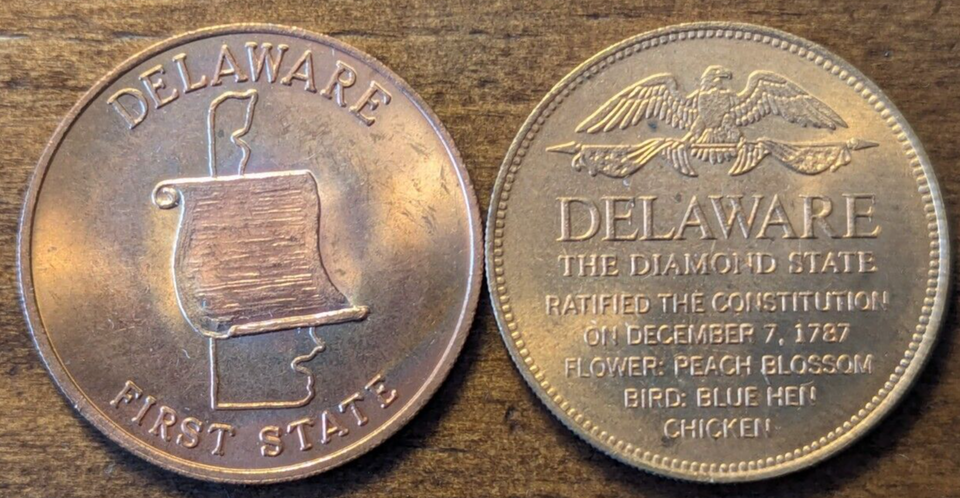 DELAWARE
FIRST STATE
DELAWARE
THE DIAMOND STATE
RATIFIED THE CONSTITUTION
ON DECEMBER 7, 1787
FLOWER: PEACH BLOSSOM
BIRD: BLUE HEN
CHICKEN